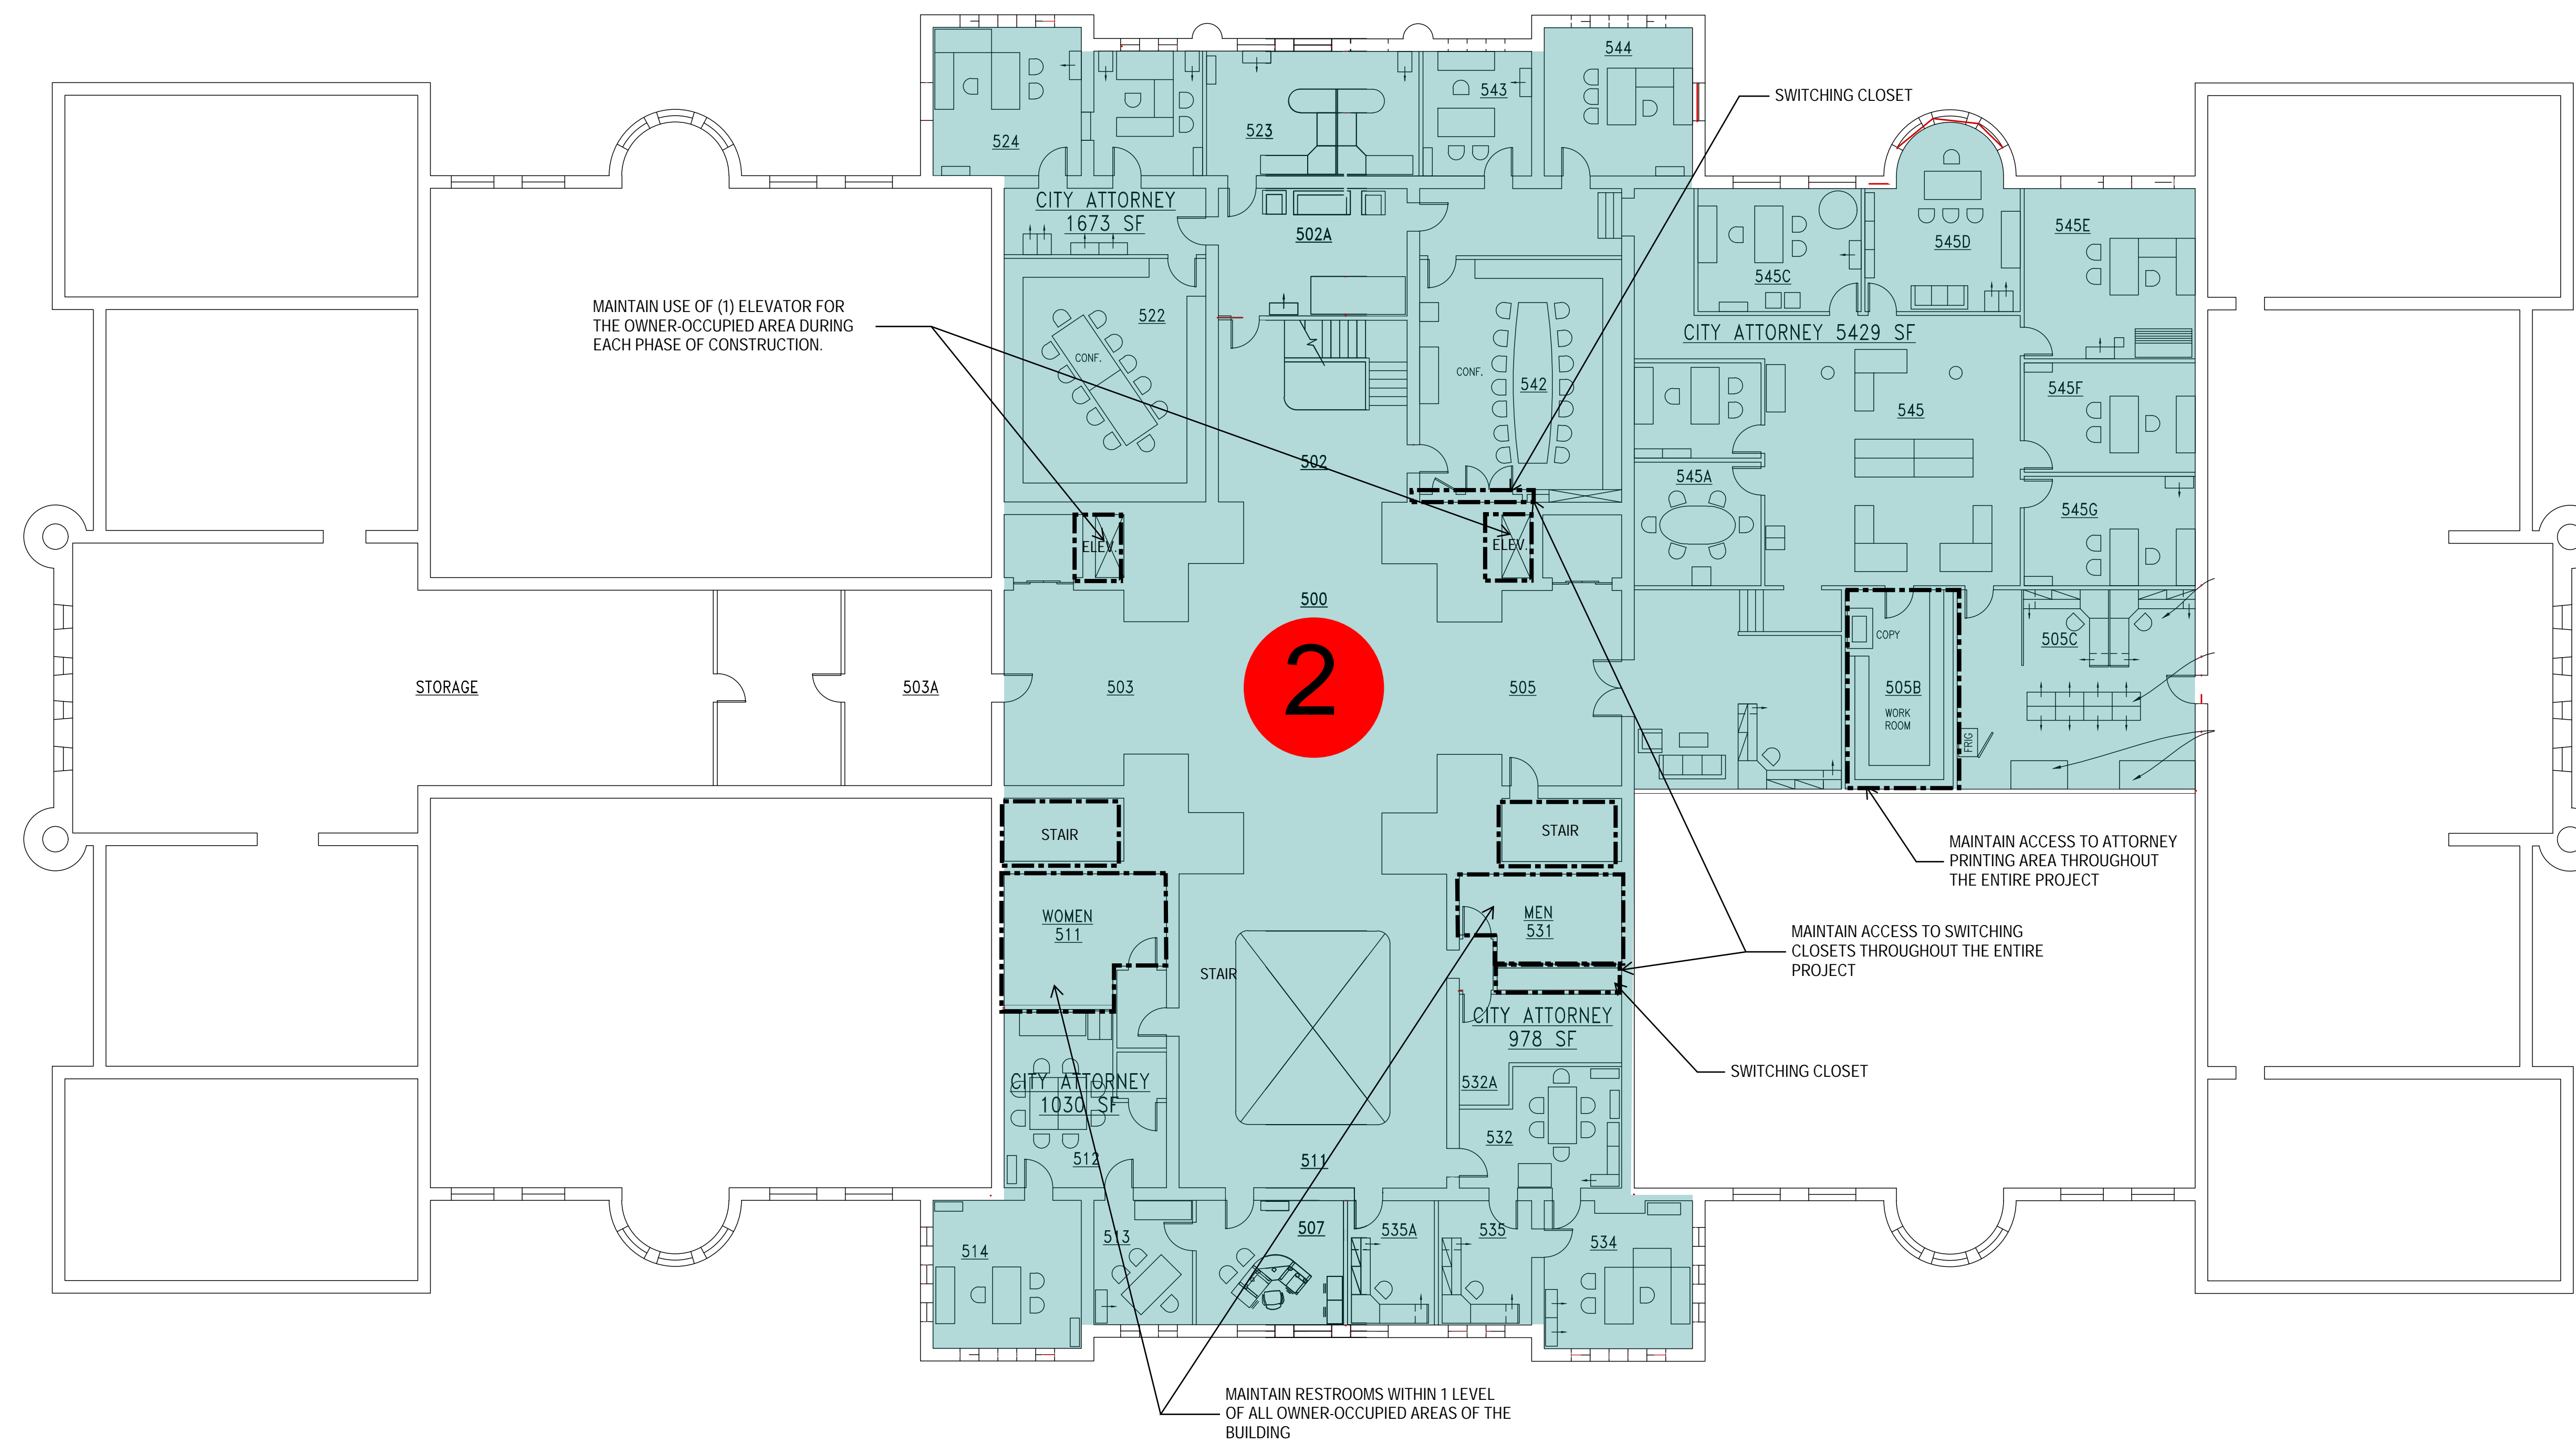 544
SWITCHING CLOSET
543
523
524
CITY ATTORNEY
1673 SF
502A
545C
545D
545E
MAINTAIN USE OF (1) ELEVATOR FOR
THE OWNER-OCCUPIED AREA DURING
EACH PHASE OF CONSTRUCTION.
522
CONF.
CITY ATTORNEY 5429 SF
CONF.
542
545F
545
502
545A
545G
ELEV.
ELEV.
500
COPY
505C
STORAGE
503A
503
2
505
505B
WORK
ROOM
FRIG
STAIR
STAIR
MAINTAIN ACCESS TO ATTORNEY
PRINTING AREA THROUGHOUT
THE ENTIRE PROJECT
WOMEN
511
MEN
531
MAINTAIN ACCESS TO SWITCHING
CLOSETS THROUGHOUT THE ENTIRE
PROJECT
STAIR
CITY ATTORNEY
978 SF
SWITCHING CLOSET
CITY ATTORNEY
1030 SF
532A
532
512
511
514
513
507
535A
535
534
MAINTAIN RESTROOMS WITHIN 1 LEVEL
OF ALL OWNER-OCCUPIED AREAS OF THE
BUILDING